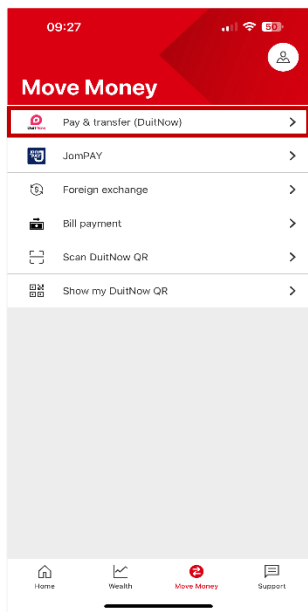 09:27
50
Move Money
DuitNow
Pay & transfer (DuitNow)
JomPAY
Foreign exchange
Bill payment
Scan DuitNow QR
Show my DuitNow QR
Home
Wealth
Move Money
Support